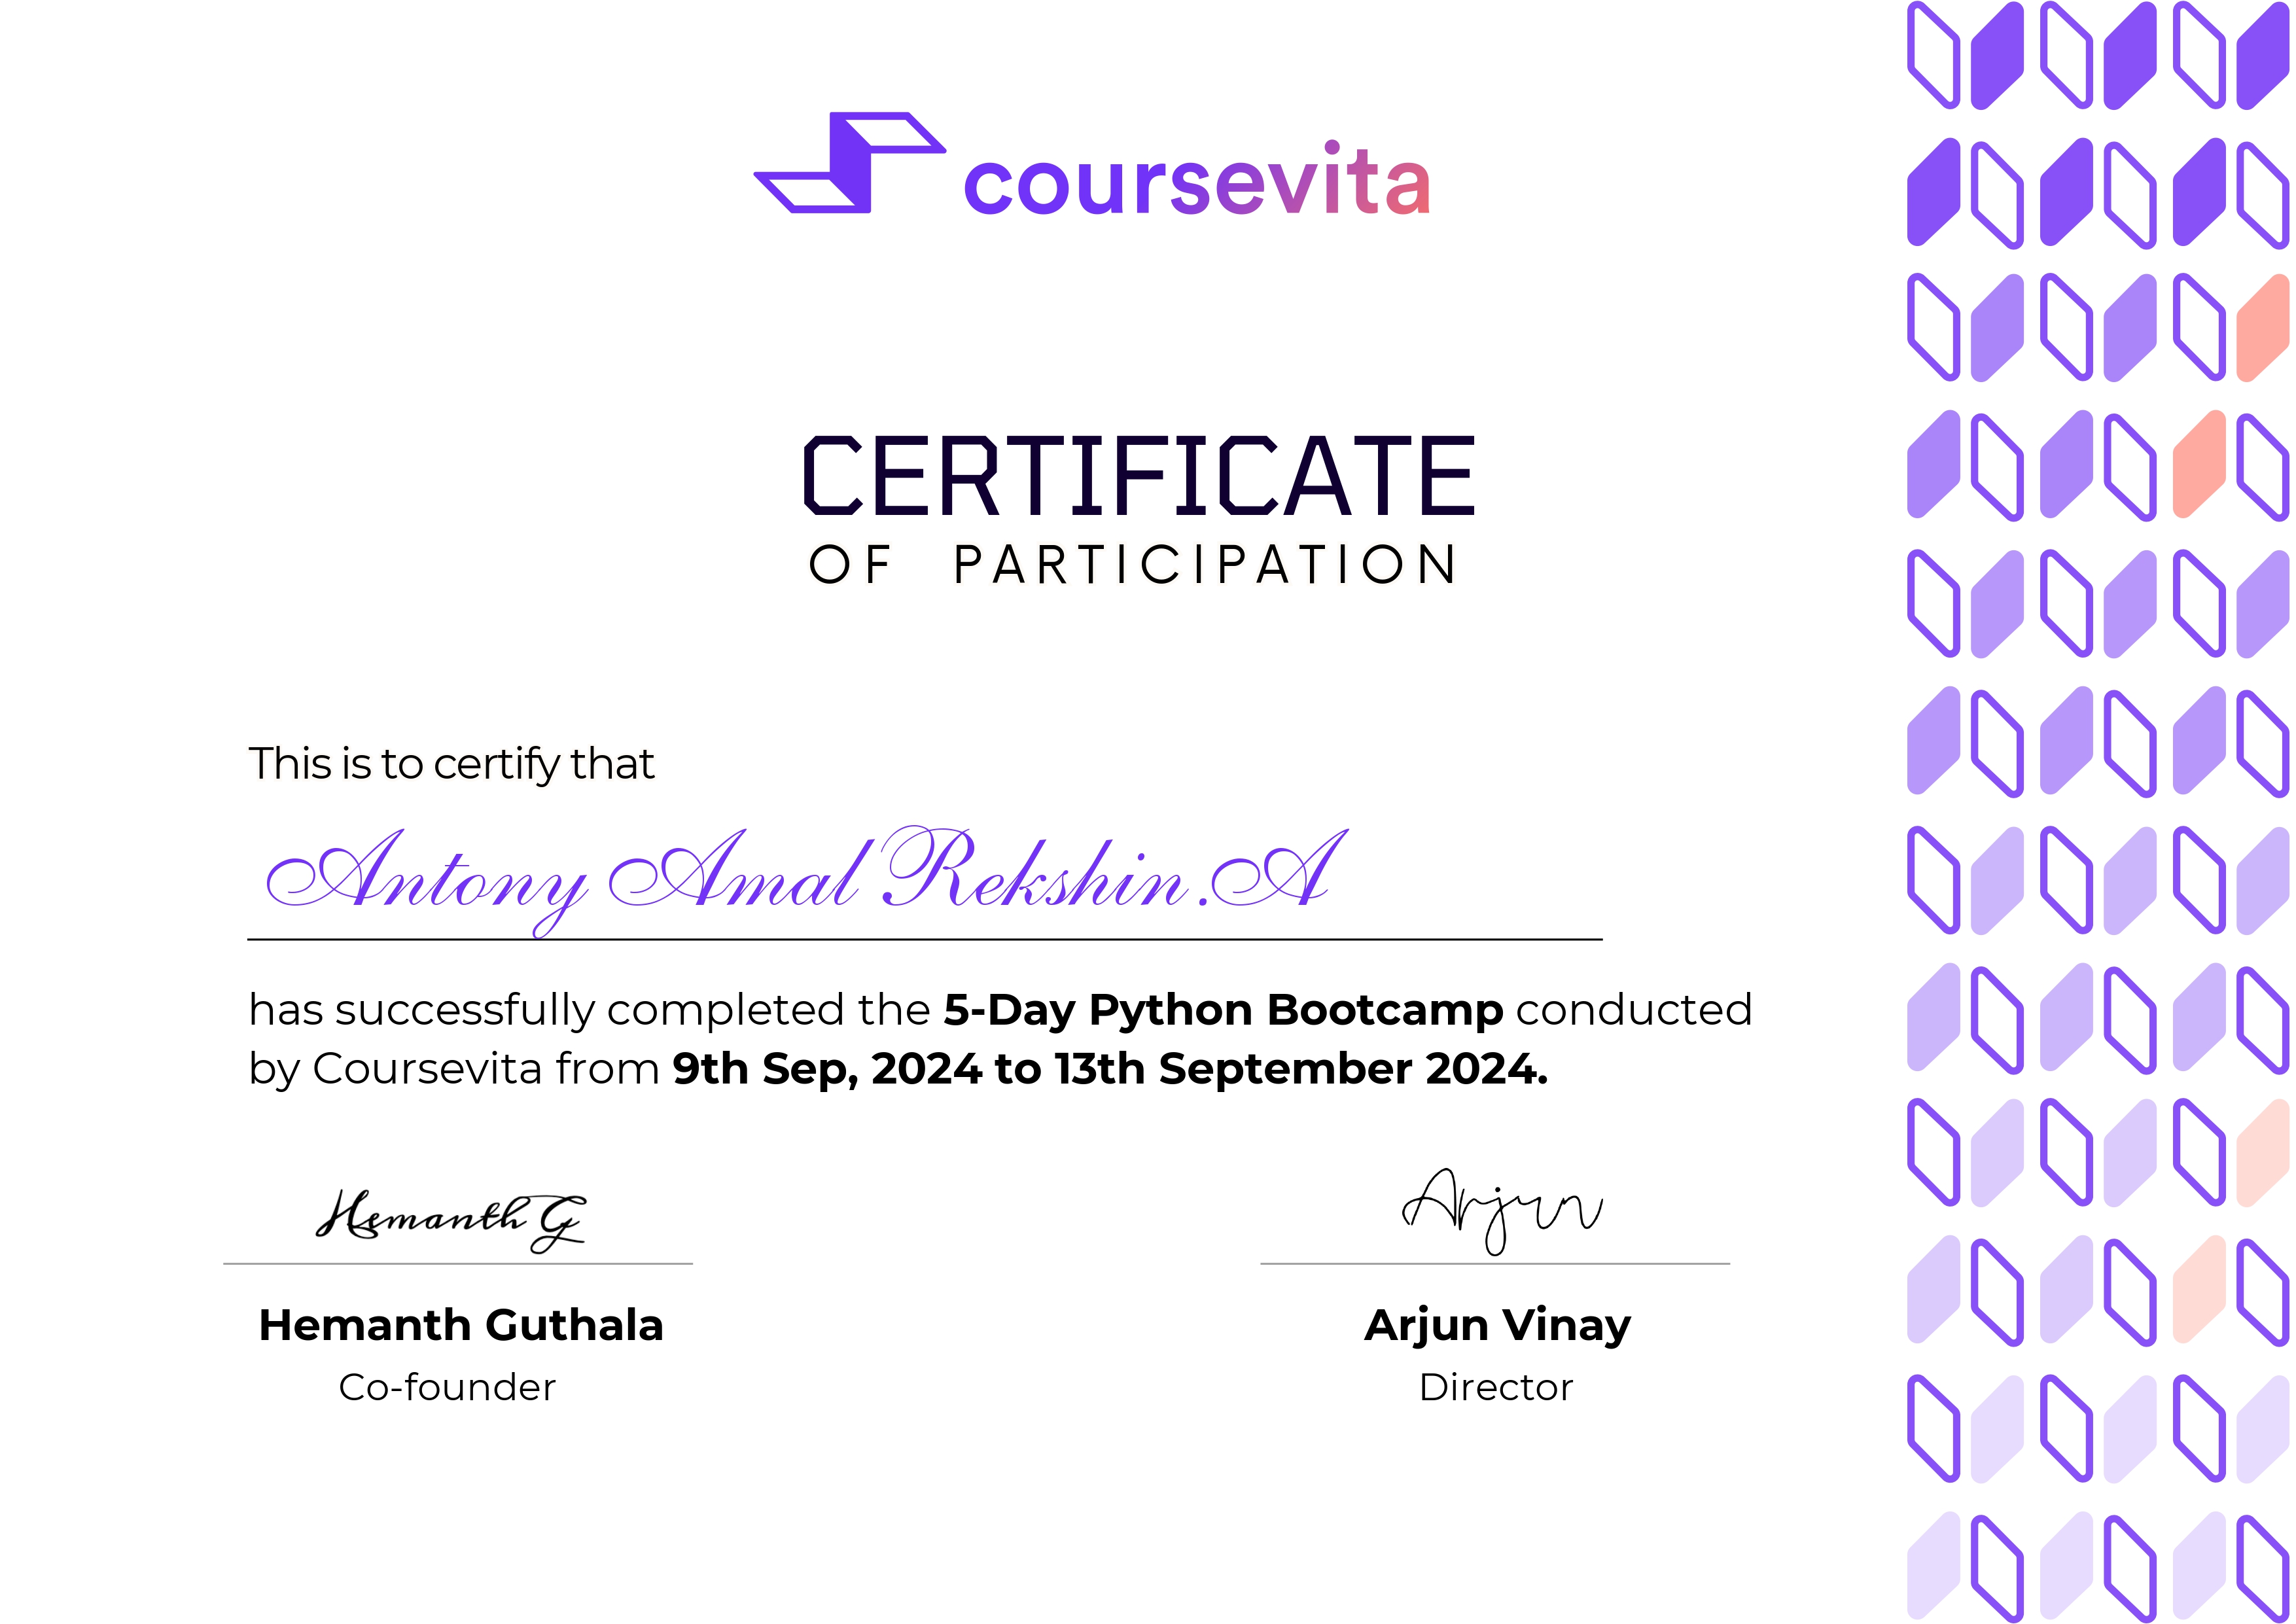 coursevita
CERTIFICATE
OF PARTICIPATION
This is to certify that
Antony Amal Rekshin.A
has successfully completed the 5-Day Python Bootcamp conducted
by Coursevita from 9th Sep, 2024 to 13th September 2024.
Hemanth G
Arjun
Hemanth Guthala
Arjun Vinay
Co-founder
Director